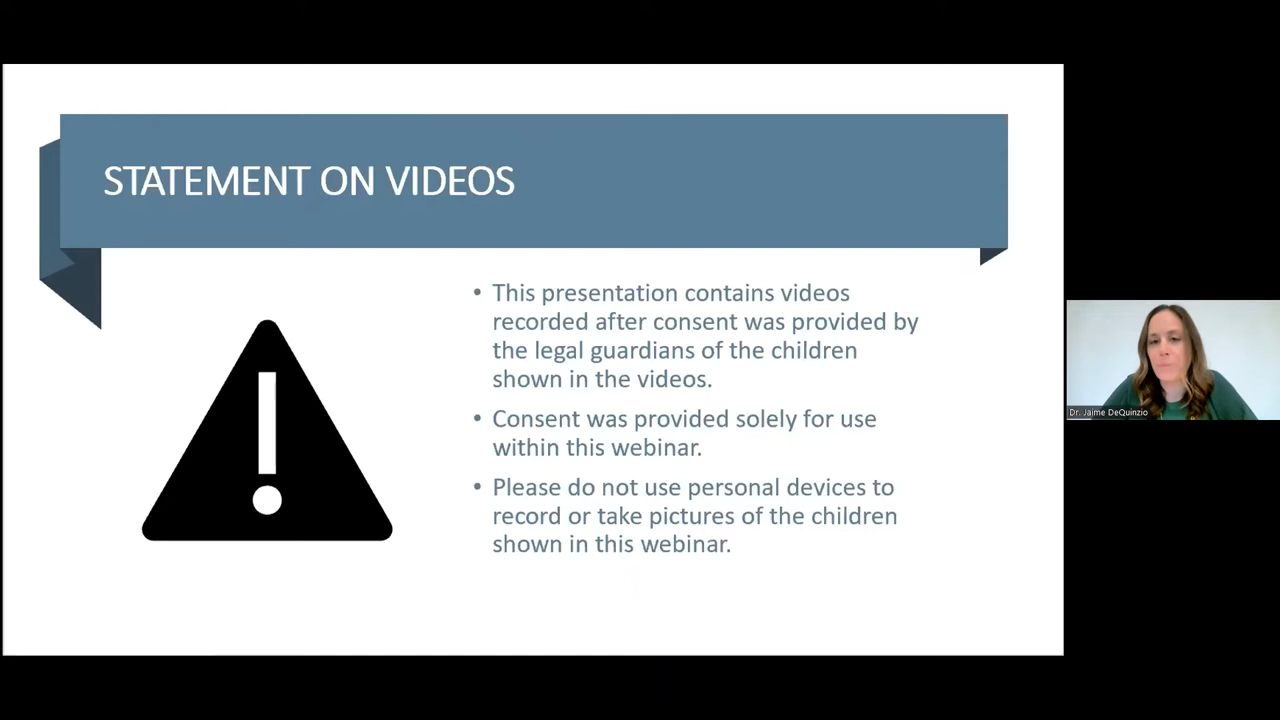 STATEMENT ON VIDEOS
• This presentation contains videos
recorded after consent was provided by
the legal guardians of the children
shown in the videos.
• Consent was provided solely for use
within this webinar.
• Please do not use personal devices to
record or take pictures of the children
shown in this webinar.
Dr. Jaime DeQuinzio